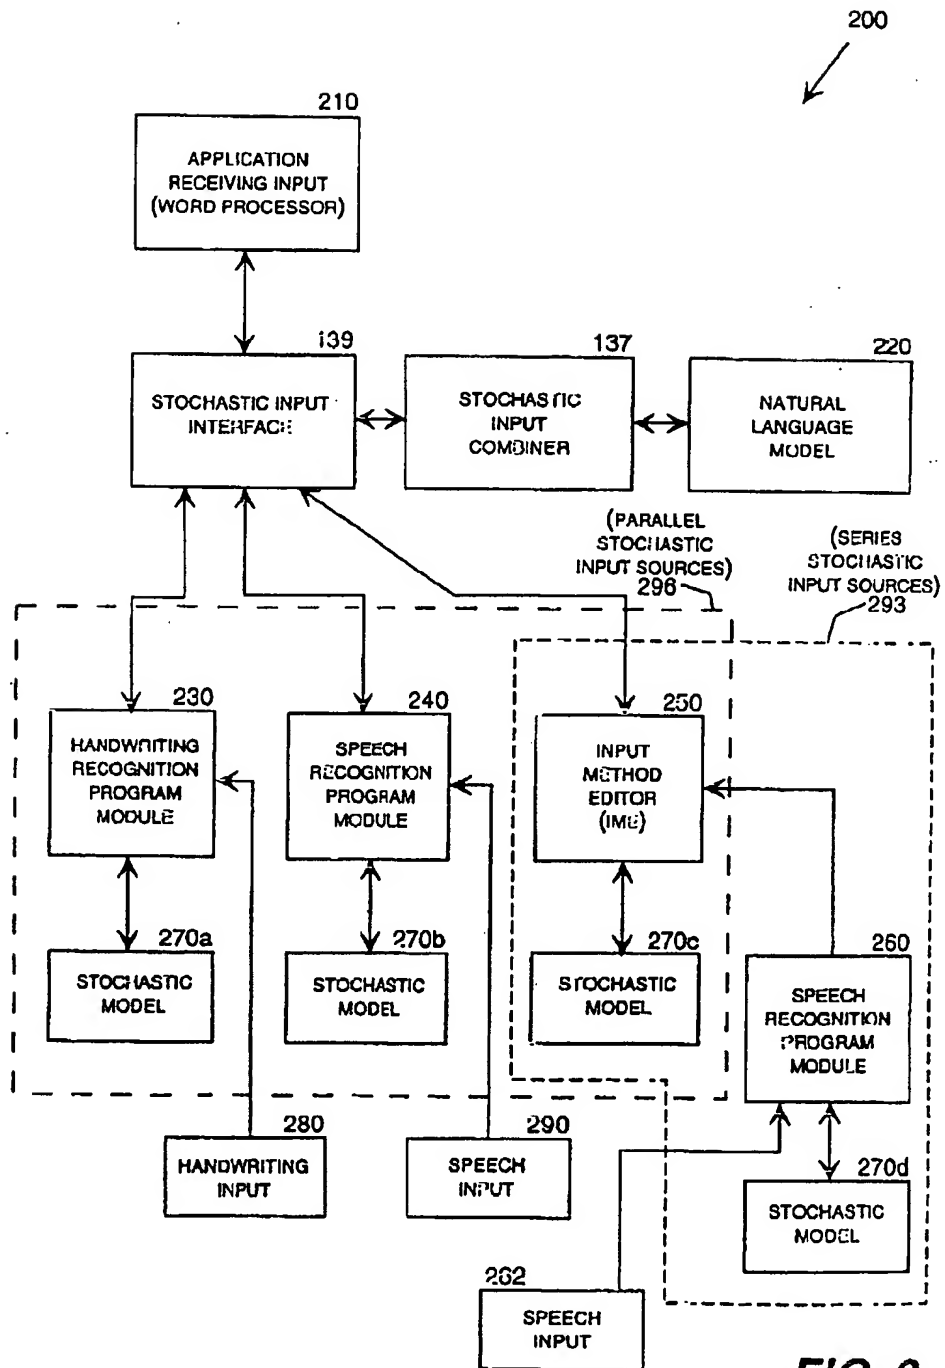 200
210
APPLICATION
RECEIVING INPUT
(WORD PROCESSOR)
139
STOCHASTIC INPUT
INTERFACE
137
STOCHASTIC
INPUT
COMBINER
220
NATURAL
LANGUAGE
MODEL
(PARALLEL
STOCHASTIC
INPUT SOURCES)
296
(SERIES
STOCHASTIC
INPUT SOURCES)
293
230
HANDWRITING
RECOGNITION
PROGRAM
MODULE
240
SPEECH
RECOGNITION
PROGRAM
MODULE
250
INPUT
METHOD
EDITOR
(IME)
270a
STOCHASTIC
MODEL
270b
STOCHASTIC
MODEL
270c
STOCHASTIC
MODEL
260
SPEECH
RECOGNITION
PROGRAM
MODULE
280
HANDWRITING
INPUT
290
SPEECH
INPUT
270d
STOCHASTIC
MODEL
262
SPEECH
INPUT